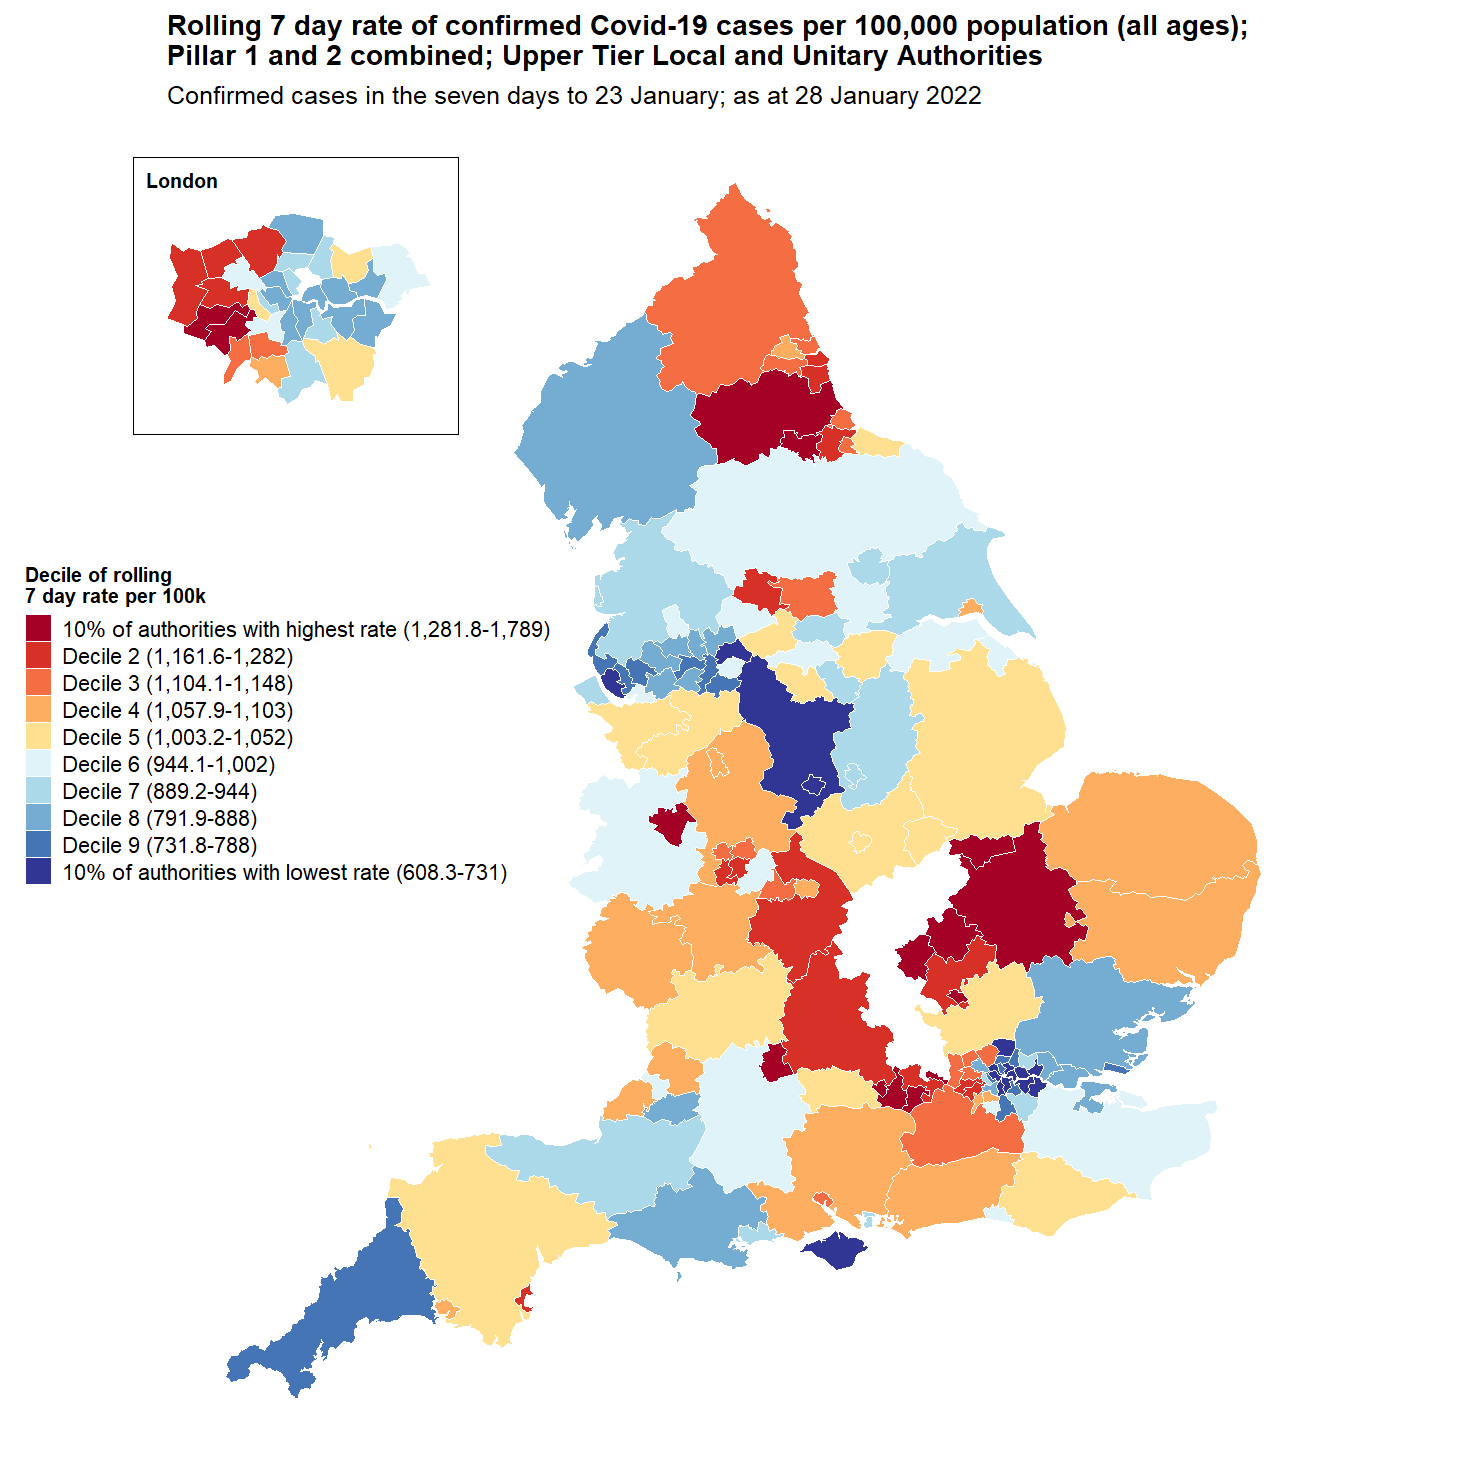 Rolling 7 day rate of confirmed Covid-19 cases per 100,000 population (all ages);
Pillar 1 and 2 combined; Upper Tier Local and Unitary Authorities
Confirmed cases in the seven days to 23 January; as at 28 January 2022
London
Decile of rolling
7 day rate per 100k
10% of authorities with highest rate (1,281.8-1,789)
Decile 2 (1,161.6-1,282)
Decile 3 (1,104.1-1,148)
Decile 4 (1,057.9-1,103)
Decile 5 (1,003.2-1,052)
Decile 6 (944.1-1,002)
Decile 7 (889.2-944)
Decile 8 (791.9-888)
Decile 9 (731.8-788)
10% of authorities with lowest rate (608.3-731)